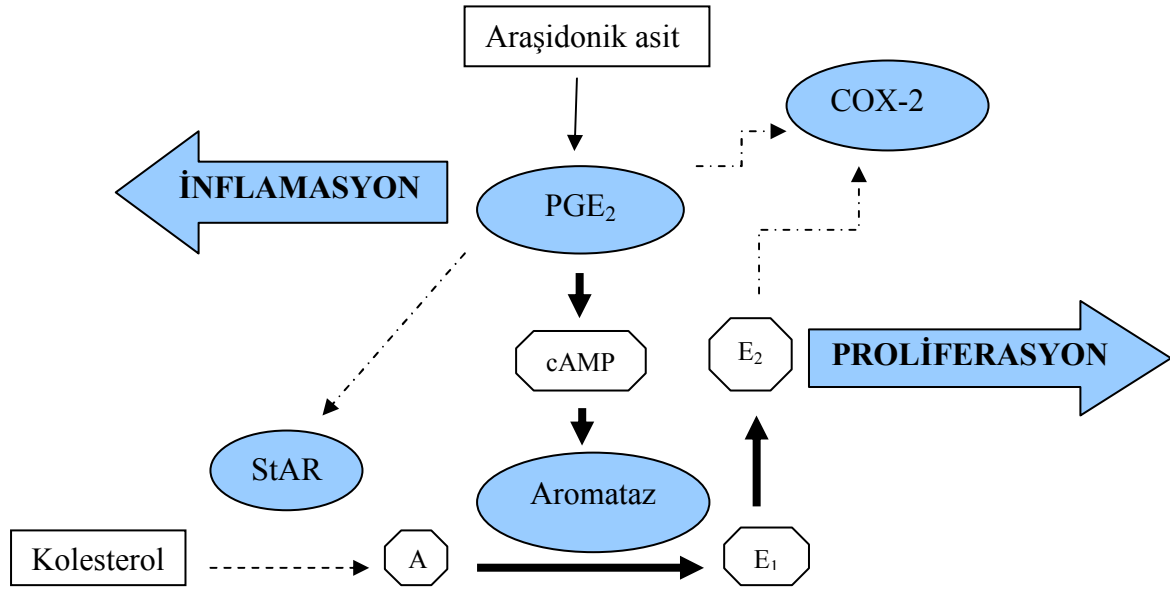 Araşidonik asit
COX-2
İNFLAMASYON
PGE₂
cAMP
E₂
PROLİFERASYON
StAR
Aromataz
Kolesterol
A
E₁